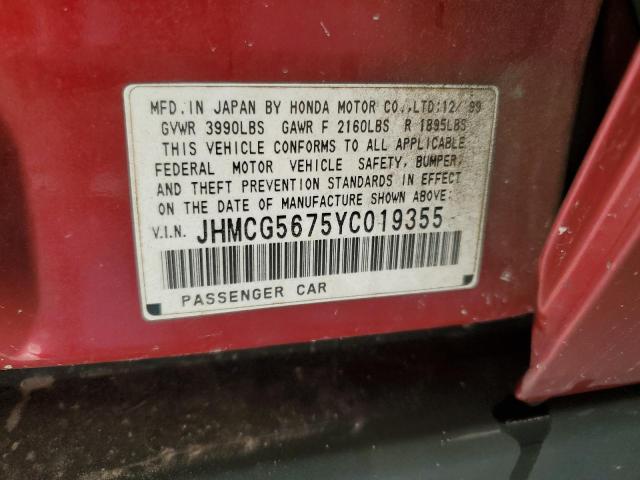 MFD. IN JAPAN BY HONDA MOTOR CO.,LTD:12/'99
GVWR 3990LBS GAWR F 2160LBS R 1895LBS
THIS VEHICLE CONFORMS TO ALL APPLICABLE
FEDERAL MOTOR VEHICLE SAFETY, BUMPER,
AND THEFT PREVENTION STANDARDS IN EFFECT
ON THE DATE OF MANUFACTURE SHOWN ABOVE:
V.I.N. JHMCG5675YC019355
PASSENGER CAR